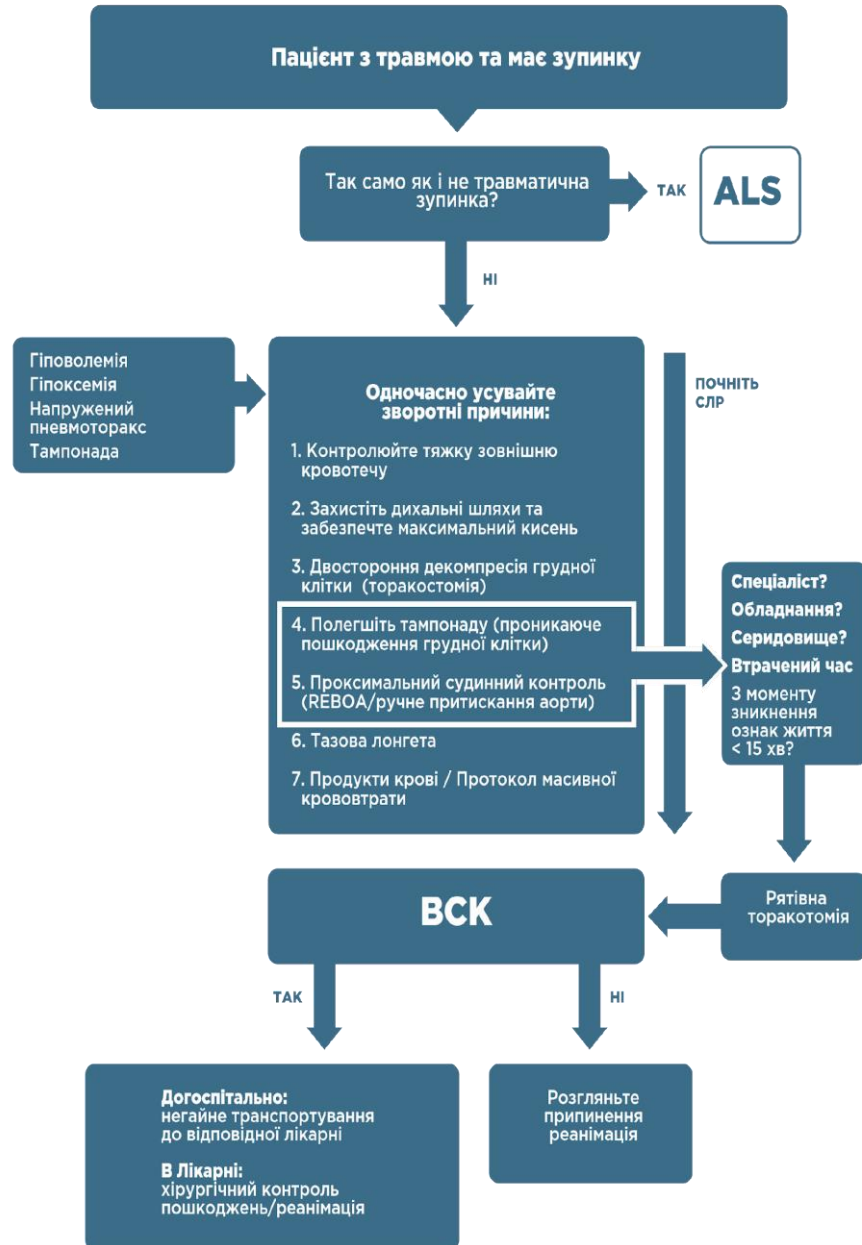 Пацієнт з травмою та має зупинку
Так само як і не травматична
зупинка?
ТАК
ALS
НІ
Гіповолемія
Гіпоксемія
Напружений
пневмоторакс
Тампонада
Одночасно усувайте
зворотні причини:
1. Контролюйте тяжку зовнішню
кровотечу
2. Захистіть дихальні шляхи та
забезпечте максимальний кисень
3. Двостороння декомпресія грудної
клітки (торакостомія)
4. Полегшіть тампонаду (проникаюче
пошкодження грудної клітки)
5. Проксимальний судинний контроль
(REBOA/ручне притискання аорти)
6. Тазова лонгета
7. Продукти крові / Протокол масивної
крововтрати
ПОЧНІТЬ
СЛР
Спеціаліст?
Обладнання?
Серидовище?
Втрачений час
З моменту
зникнення
ознак життя
< 15 хв?
Рятівна
торакотомія
ВСК
ТАК
НІ
Догоспітально:
негайне транспортування
до відповідної лікарні
В Лікарні:
хірургічний контроль
пошкоджень/реанімація
Розгляньте
припинення
реанімація